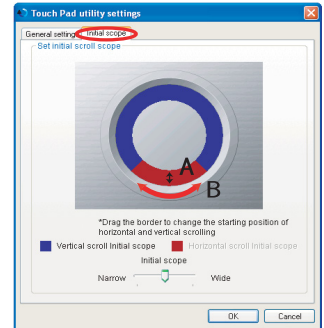 Touch Pad utility settings
General setting Initial scope
Set initial scroll scope
A
B
*Drag the border to change the starting position of
horizontal and vertical scrolling
Vertical scroll Initial scope Horizontal scroll Initial scope
Initial scope
Narrow Wide
OK Cancel